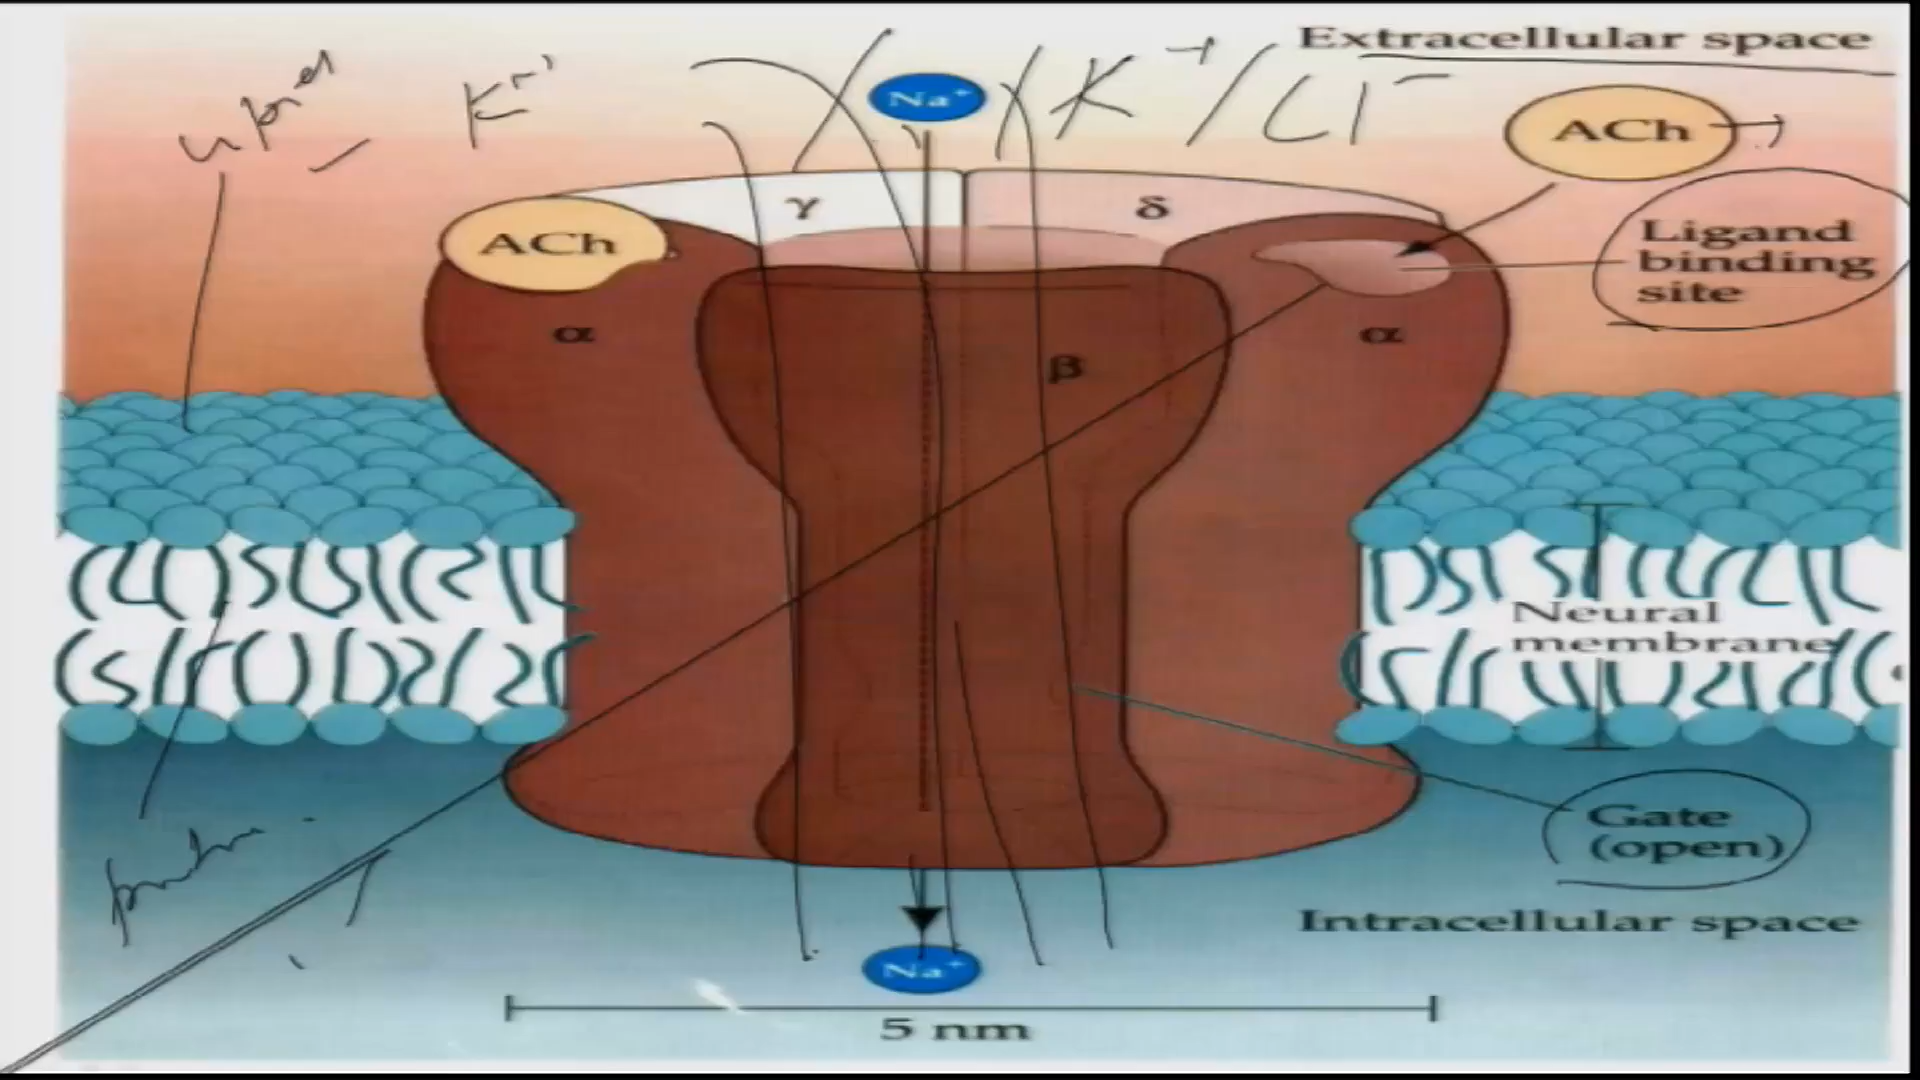 Extracellular space
K⁺
Na⁺
K⁺/Cl⁻
ACh
γ
δ
ACh
Ligand
binding
site
α
β
α
Neural
membrane
Gate
(open)
Intracellular space
Na⁺
5 nm